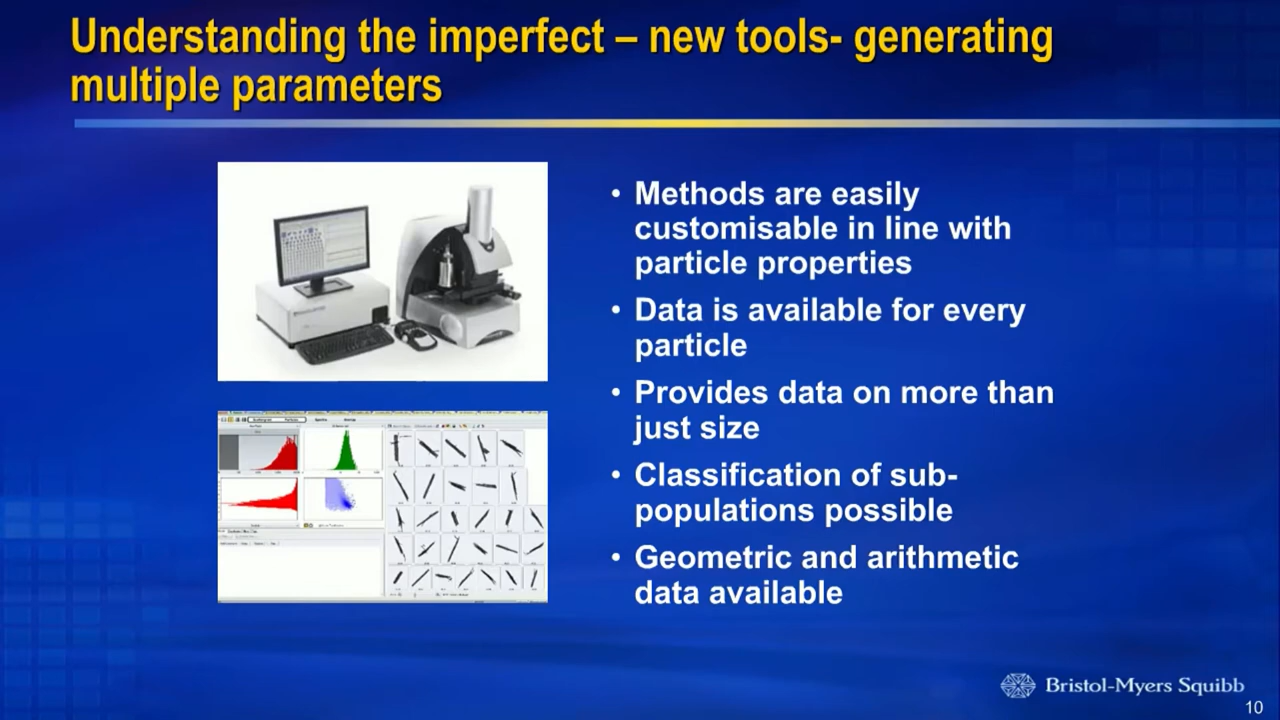 Understanding the imperfect – new tools- generating
multiple parameters
• Methods are easily
customisable in line with
particle properties
• Data is available for every
particle
• Provides data on more than
just size
• Classification of sub-
populations possible
• Geometric and arithmetic
data available
Bristol-Myers Squibb
10